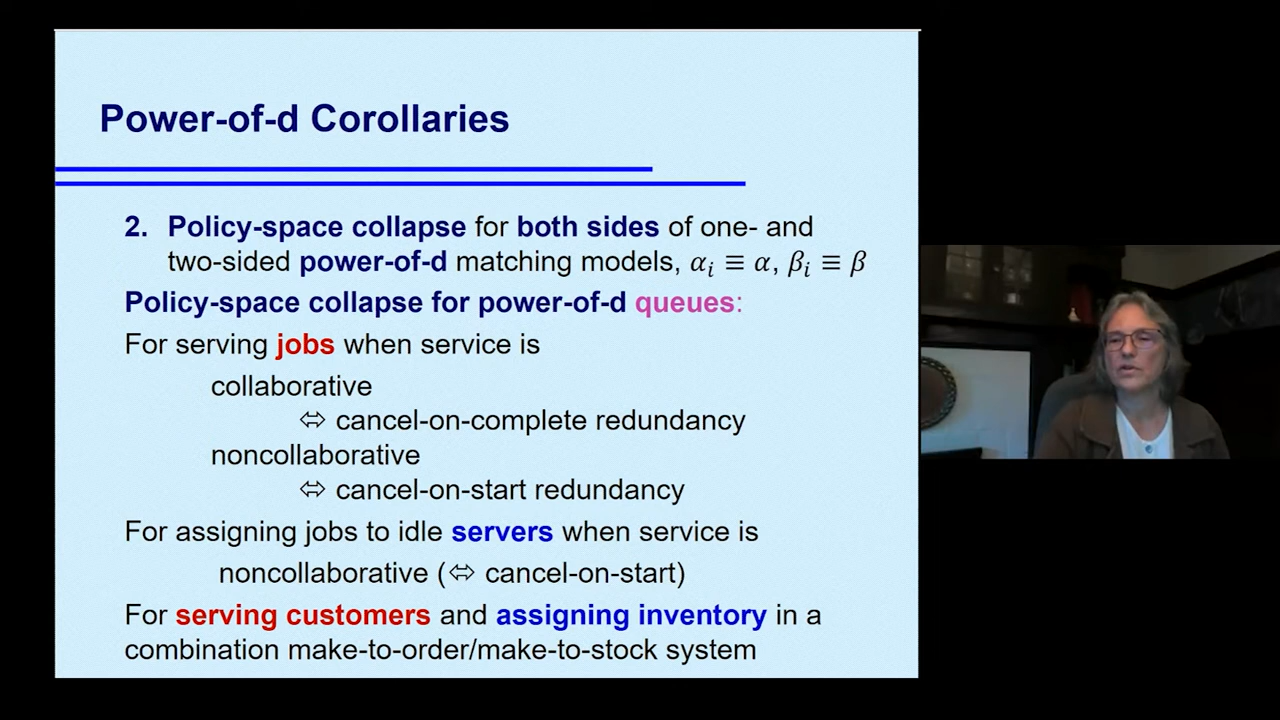 Power-of-d Corollaries
2. Policy-space collapse for both sides of one- and
two-sided power-of-d matching models, αᵢ ≡ α, βᵢ ≡ β
Policy-space collapse for power-of-d queues:
For serving jobs when service is
collaborative
⇔ cancel-on-complete redundancy
noncollaborative
⇔ cancel-on-start redundancy
For assigning jobs to idle servers when service is
noncollaborative (⇔ cancel-on-start)
For serving customers and assigning inventory in a
combination make-to-order/make-to-stock system